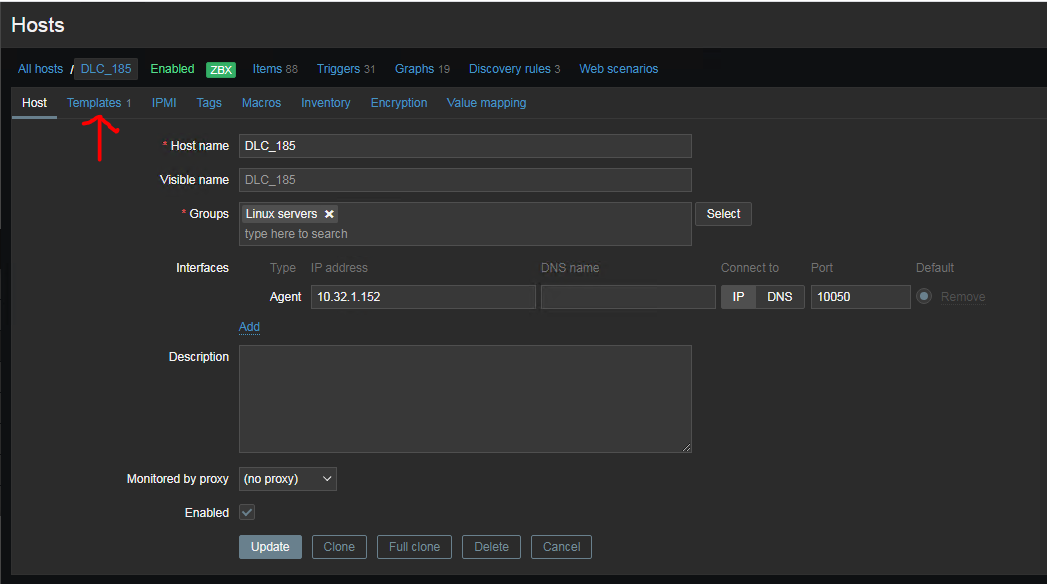 Hosts
All hosts / DLC_185 Enabled ZBX Items 88 Triggers 31 Graphs 19 Discovery rules 3 Web scenarios
Host Templates 1 IPMI Tags Macros Inventory Encryption Value mapping
* Host name DLC_185
Visible name DLC_185
* Groups Linux servers × Select
type here to search
Interfaces Type IP address DNS name Connect to Port Default
Agent 10.32.1.152 IP DNS 10050 Remove
Add
Description
Monitored by proxy (no proxy)
Enabled
Update Clone Full clone Delete Cancel